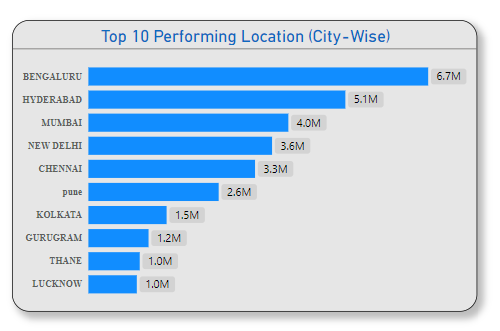 Top 10 Performing Location (City-Wise)
BENGALURU 6.7M
HYDERABAD 5.1M
MUMBAI 4.0M
NEW DELHI 3.6M
CHENNAI 3.3M
pune 2.6M
KOLKATA 1.5M
GURUGRAM 1.2M
THANE 1.0M
LUCKNOW 1.0M